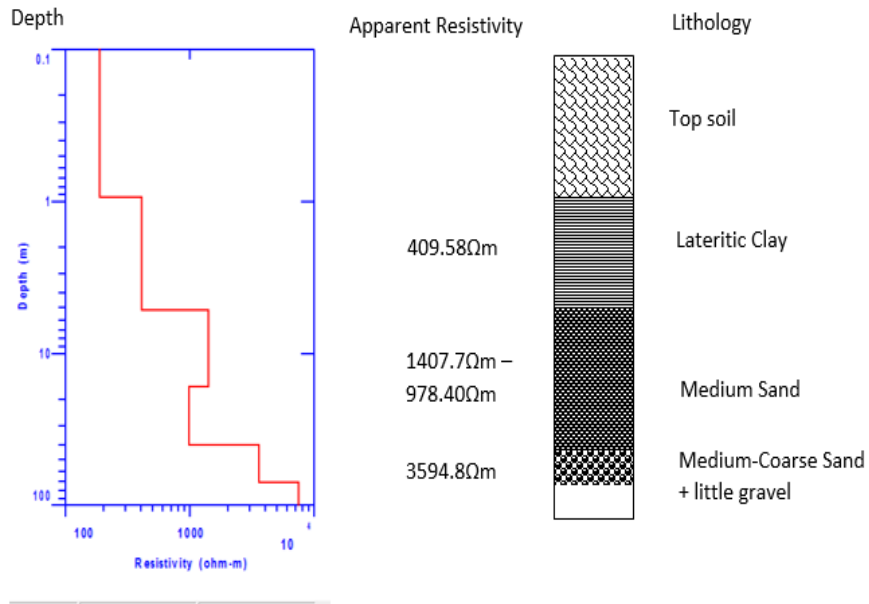 Depth
Apparent Resistivity
Lithology
0.1
1
10
100
Depth (m)
100
1000
10
4
Resistivity (ohm-m)
409.58Ωm
1407.7Ωm –
978.40Ωm
3594.8Ωm
Top soil
Lateritic Clay
Medium Sand
Medium-Coarse Sand
+ little gravel